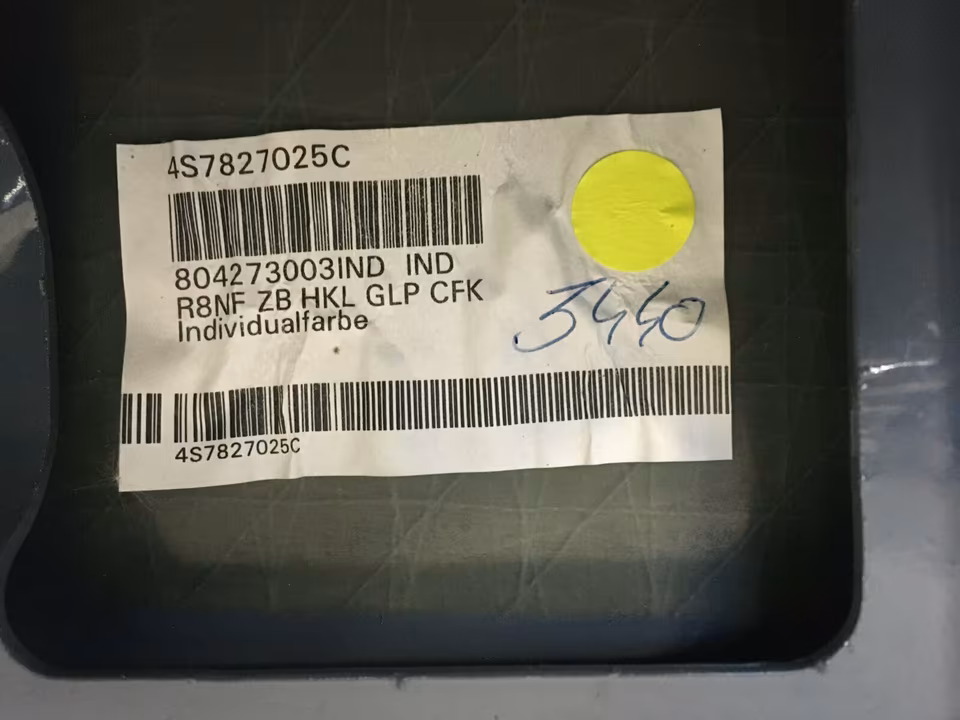 4S7827025C
804273003IND IND
R8NF ZB HKL GLP CFK
Individualfarbe
3440
4S7827025C